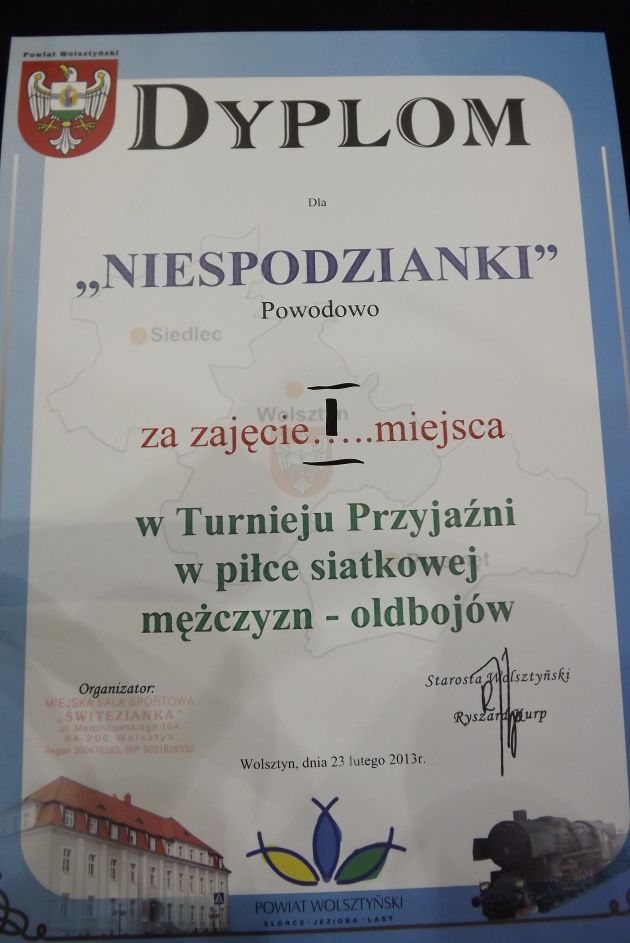 Powiat Wolsztyński
DYPLOM
Dla
„NIESPODZIANKI”
Powodowo
Siedlec
Wolsztyn
za zajęcie..I...miejsca
w Turnieju Przyjaźni
w piłce siatkowej
mężczyzn - oldbojów
Starosta Wolsztyński
Organizator:
MIEJSKA SALA SPORTOWA
„ŚWITEZIANKA”
ul. Marcinkowskiego 10A
64-200 Wolsztyn
Ryszard Kurp
Wolsztyn, dnia 23 lutego 2013r.
POWIAT WOLSZTYŃSKI
SŁOŃCE - JEZIORA - LASY